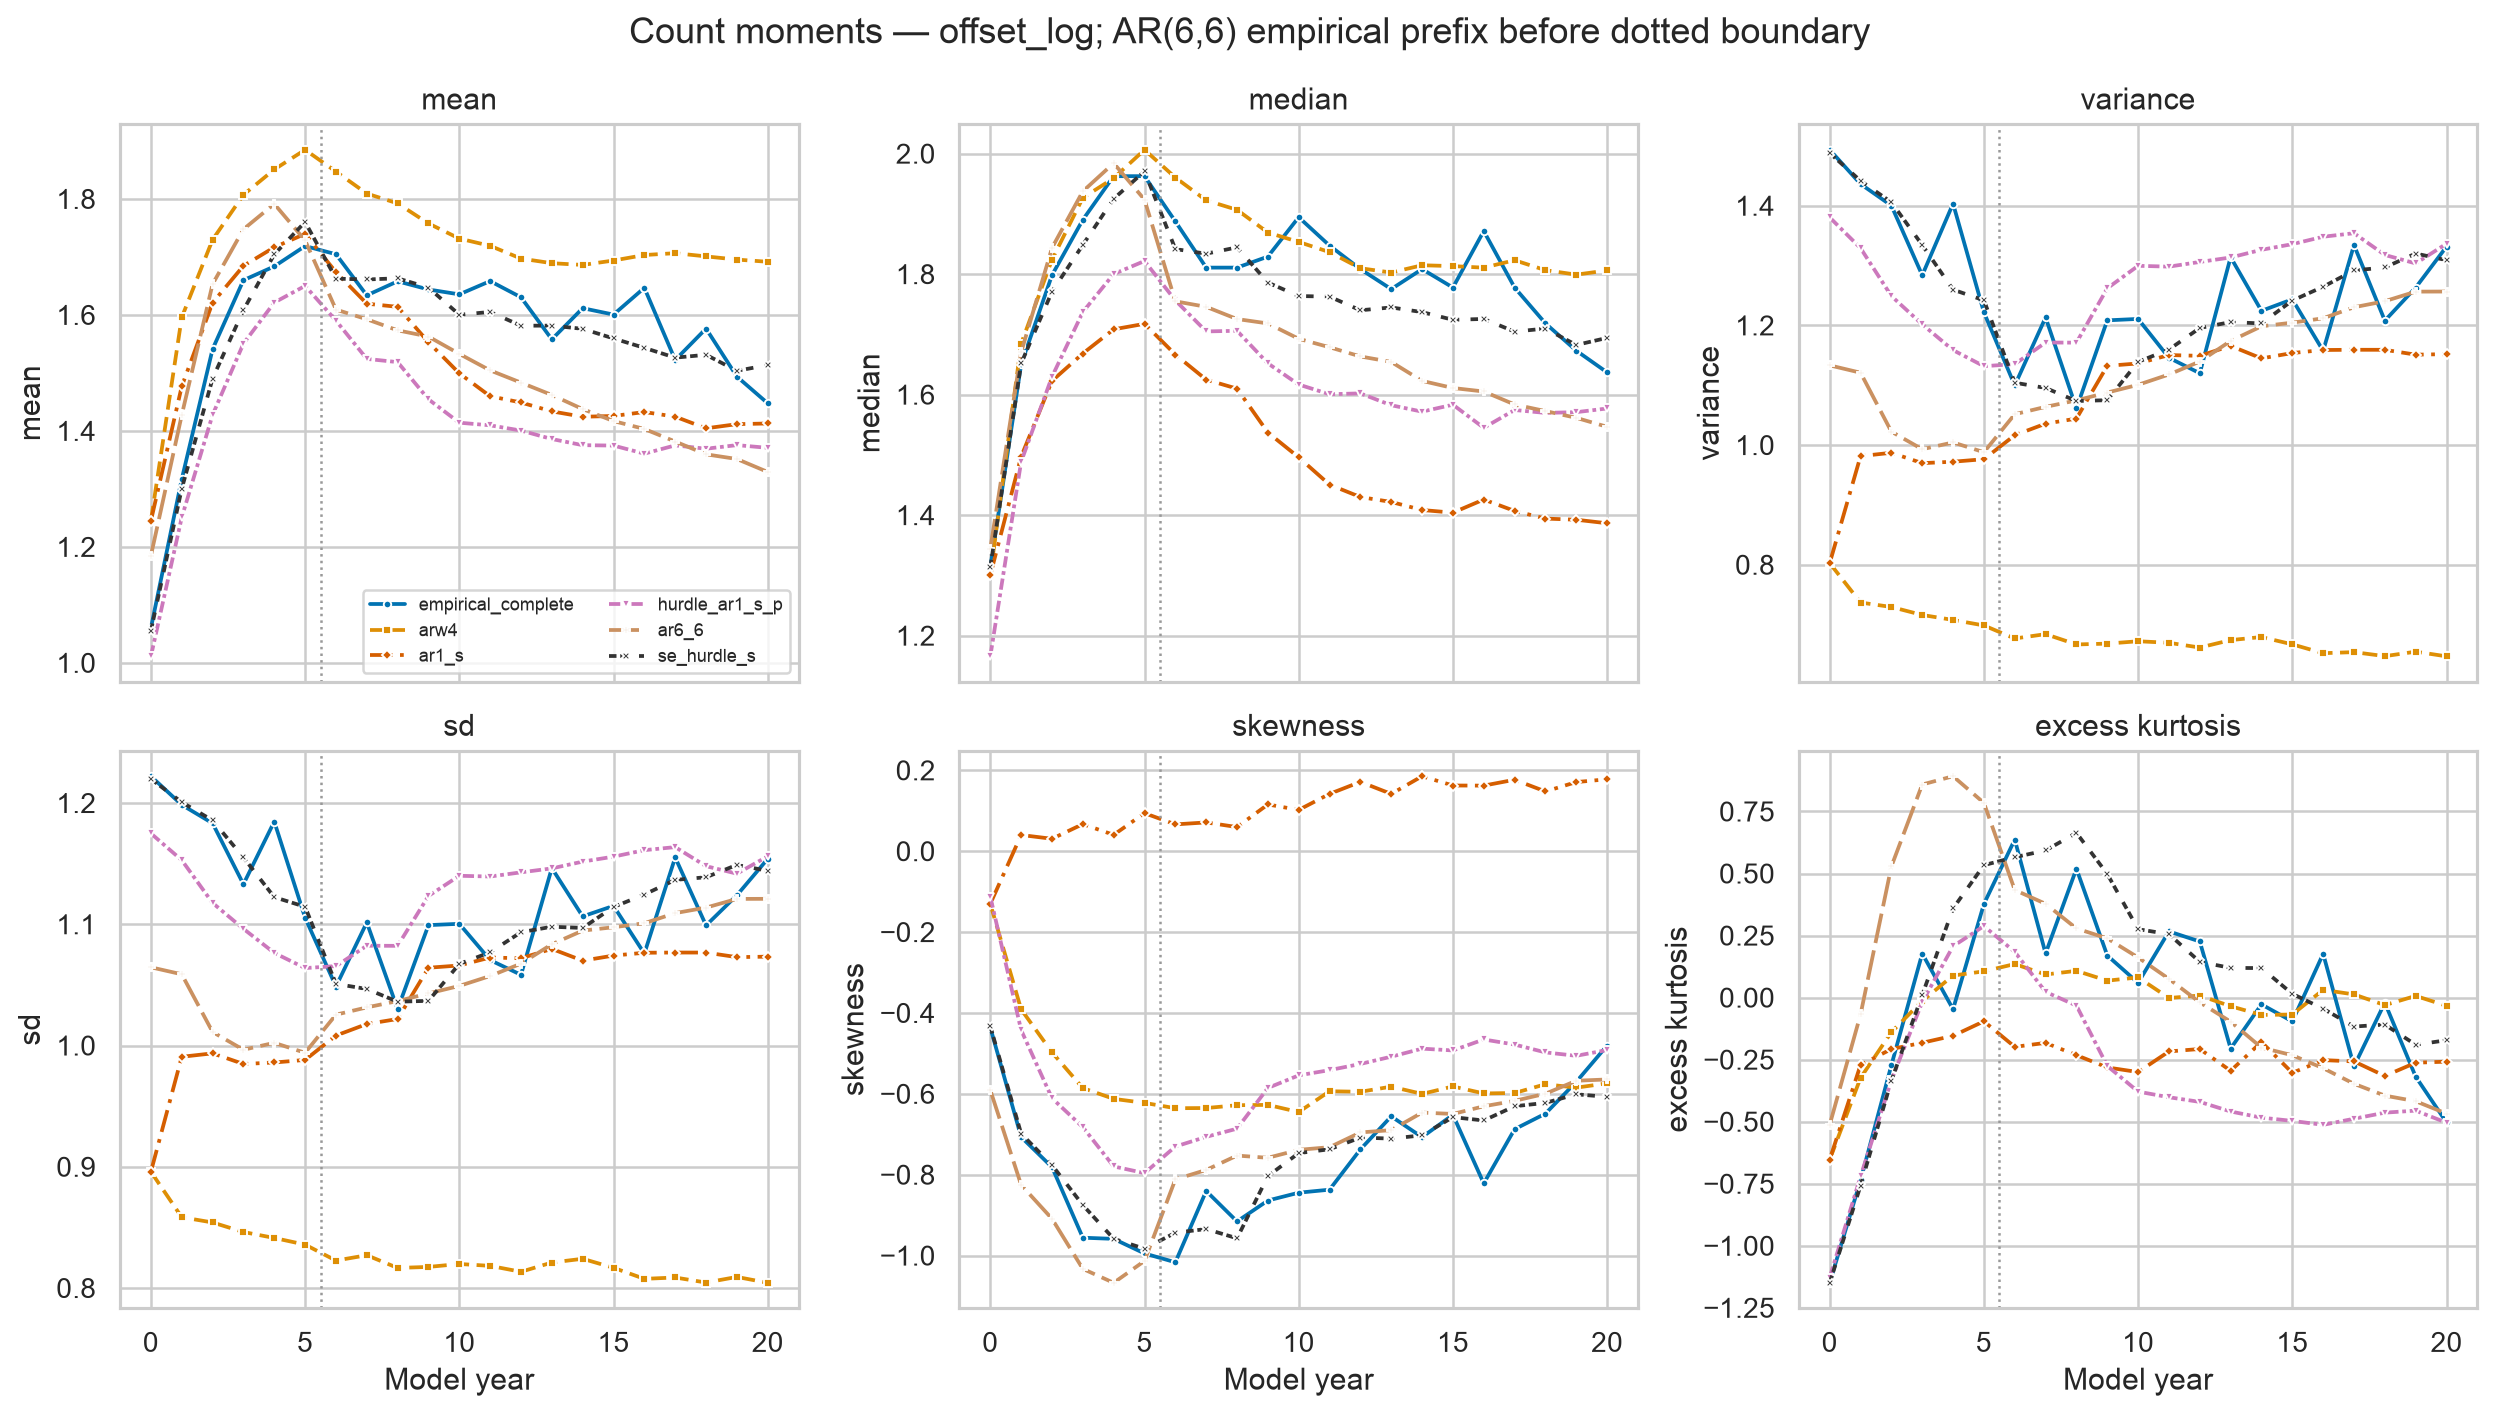 Count moments — offset_log; AR(6,6) empirical prefix before dotted boundary
mean
mean
1.8
1.6
1.4
1.2
1.0
empirical_complete
arw4
ar1_s
hurdle_ar1_s_p
ar6_6
se_hurdle_s
median
median
2.0
1.8
1.6
1.4
1.2
variance
variance
1.4
1.2
1.0
0.8
sd
sd
1.2
1.1
1.0
0.9
0.8
0 5 10 15 20
Model year
skewness
skewness
0.2
0.0
−0.2
−0.4
−0.6
−0.8
−1.0
0 5 10 15 20
Model year
excess kurtosis
excess kurtosis
0.75
0.50
0.25
0.00
−0.25
−0.50
−0.75
−1.00
−1.25
0 5 10 15 20
Model year